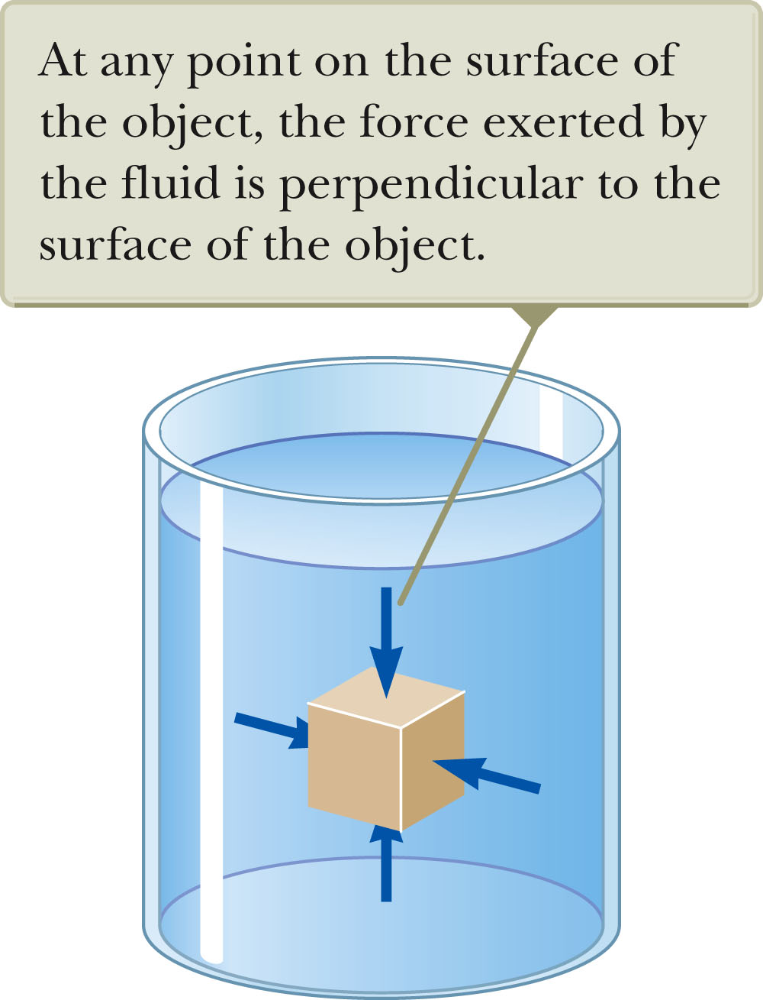 At any point on the surface of
the object, the force exerted by
the fluid is perpendicular to the
surface of the object.